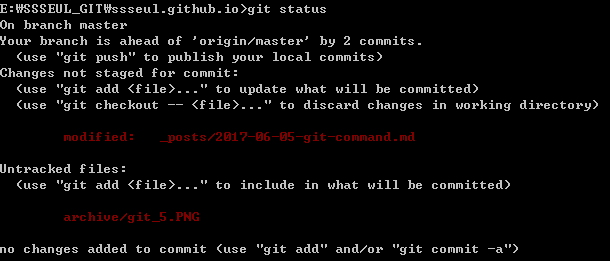 E:₩SSSEUL_GIT₩ssseul.github.io>git status
On branch master
Your branch is ahead of 'origin/master' by 2 commits.
  (use "git push" to publish your local commits)
Changes not staged for commit:
  (use "git add <file>..." to update what will be committed)
  (use "git checkout -- <file>..." to discard changes in working directory)
        modified:   _posts/2017-06-05-git-command.md
Untracked files:
  (use "git add <file>..." to include in what will be committed)
        archive/git_5.PNG
no changes added to commit (use "git add" and/or "git commit -a")